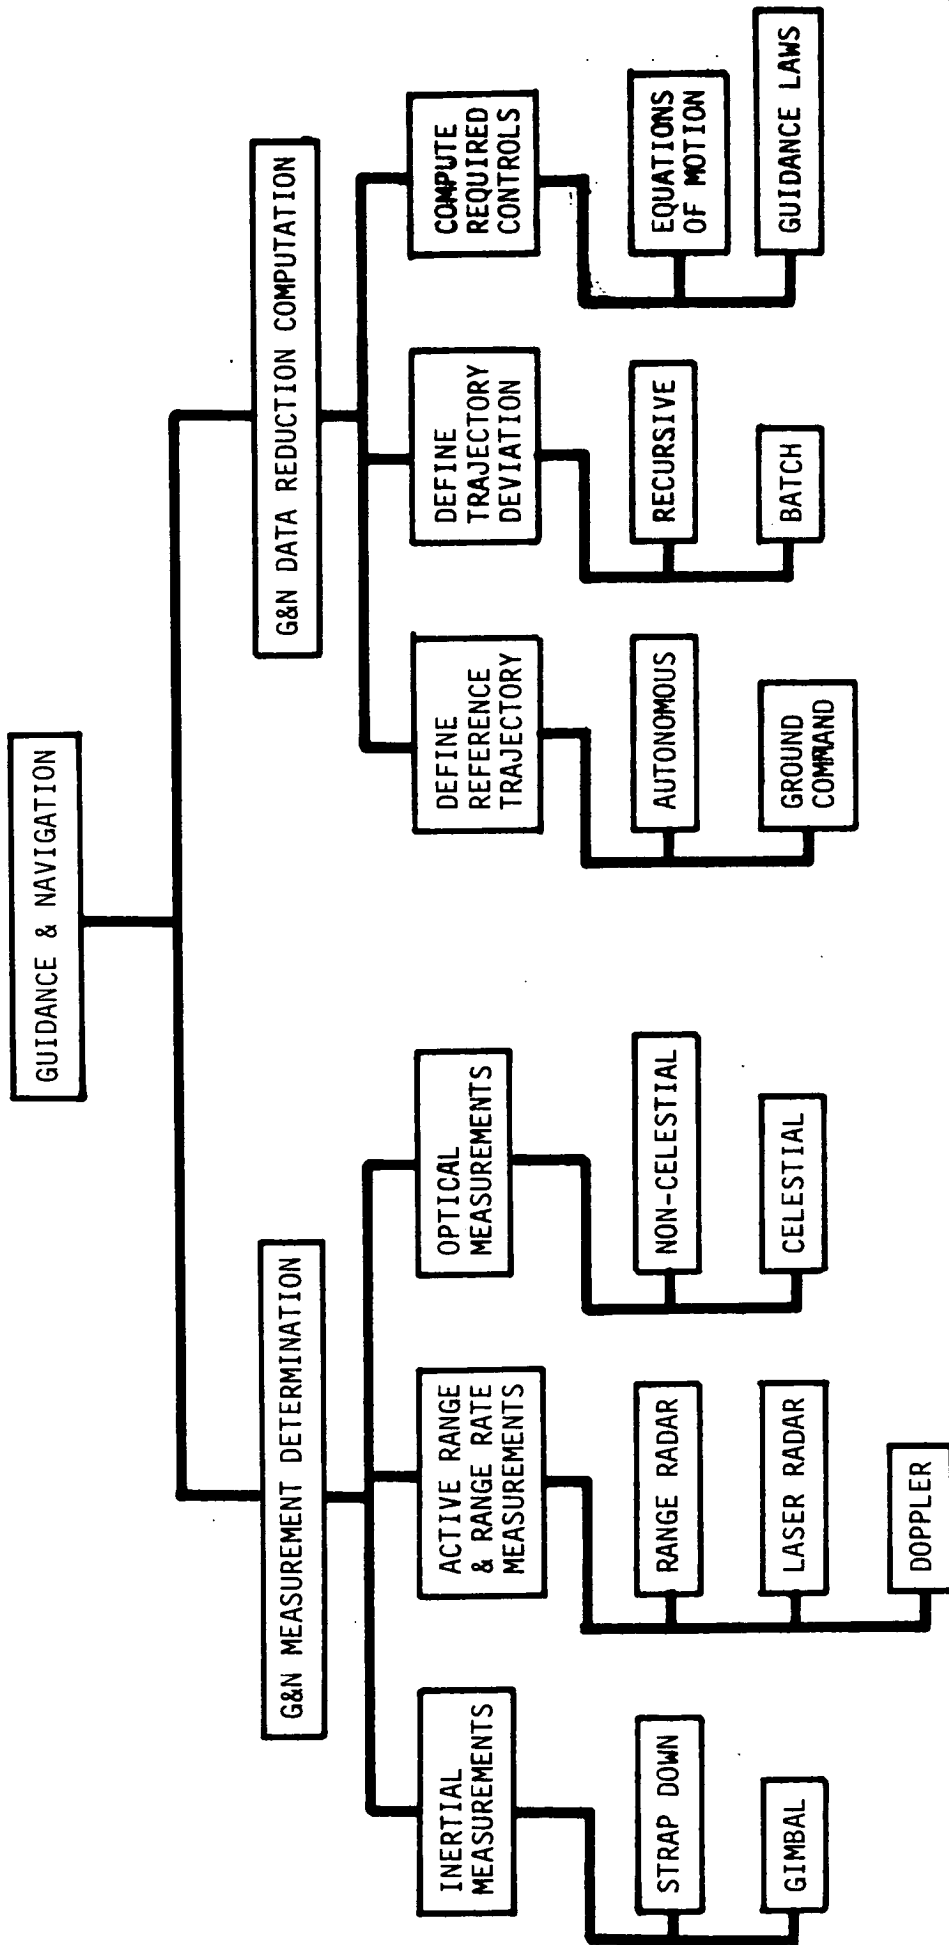 GUIDANCE & NAVIGATION
G&N MEASUREMENT DETERMINATION
G&N DATA REDUCTION COMPUTATION
INERTIAL
MEASUREMENTS
ACTIVE RANGE
& RANGE RATE
MEASUREMENTS
OPTICAL
MEASUREMENTS
DEFINE
REFERENCE
TRAJECTORY
DEFINE
TRAJECTORY
DEVIATION
COMPUTE
REQUIRED
CONTROLS
STRAP DOWN
GIMBAL
RANGE RADAR
LASER RADAR
DOPPLER
NON-CELESTIAL
CELESTIAL
AUTONOMOUS
GROUND
COMMAND
RECURSIVE
BATCH
EQUATIONS
OF MOTION
GUIDANCE LAWS